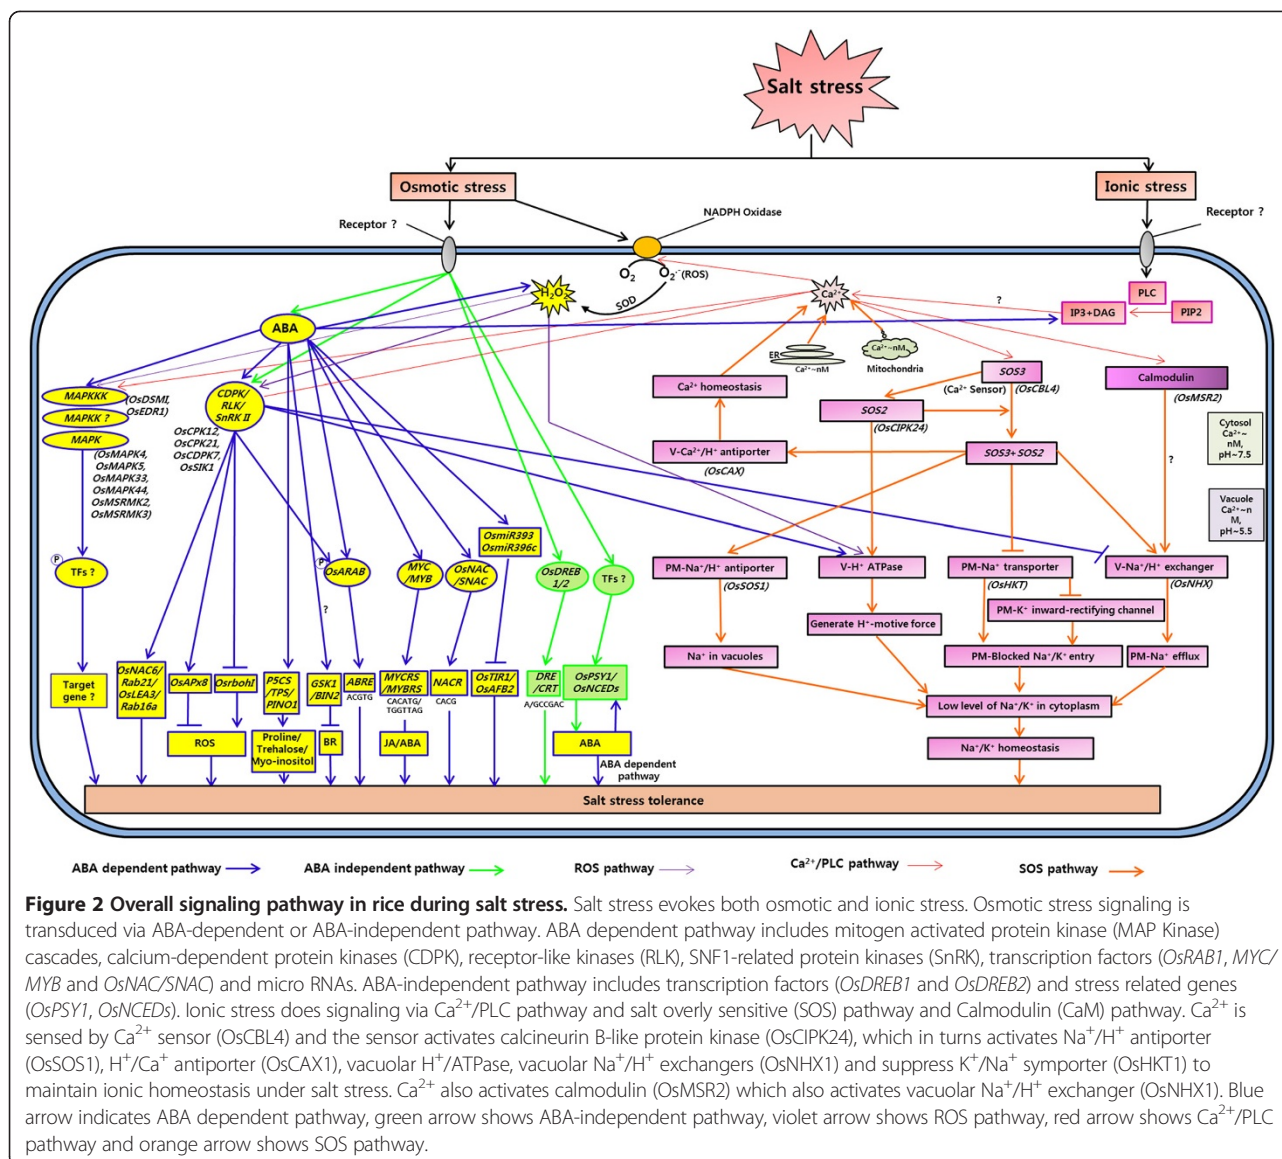 Salt stress
Osmotic stress
Ionic stress
Receptor ?
NADPH Oxidase
Receptor ?
O2
O2·-(ROS)
SOD
H2O2
Ca²⁺
?
PLC
IP3+DAG
PIP2
ABA
ER
Ca²⁺~nM
Ca²⁺~nM
Mitochondria
MAPKKK
(OsDSMI,
OsEDR1)
MAPKK ?
MAPK
CDPK/
RLK/
SnRK II
OsCPK12,
OsCPK21,
OsCDPK7,
OsSIK1)
(OsMAPK4,
OsMAPK5,
OsMAPK33,
OsMAPK44,
OsMSRMK2,
OsMSRMK3)
Ca²⁺ homeostasis
SOS3
(Ca²⁺ Sensor)
(OsCBL4)
Calmodulin
(OsMSR2)
SOS2
(OsCIPK24)
V-Ca²⁺/H⁺ antiporter
(OsCAX)
SOS3+SOS2
?
Cytosol
Ca²⁺~
nM,
pH~7.5
Vacuole
Ca²⁺~n
M,
pH~5.5
OsmiR393
OsmiR396c
P
TFs ?
P
OsARAB
MYC
/MYB
OsNAC
/SNAC
OsDREB
1/2
TFs ?
?
PM-Na⁺/H⁺ antiporter
(OsSOS1)
V-H⁺ ATPase
PM-Na⁺ transporter
(OsHKT)
V-Na⁺/H⁺ exchanger
(OsNHX)
PM-K⁺ inward-rectifying channel
Generate H⁺-motive force
Na⁺ in vacuoles
PM-Blocked Na⁺/K⁺ entry
PM-Na⁺ efflux
Target
gene ?
OsNAC6/
Rab21/
OsLEA3/
Rab16a
OsAPx8
OsrbohI
P5CS
/TPS/
PINO1
GSK1
/BIN2
ABRE
ACGTG
MYCRS
/MYBRS
CACATG/
TGGTTAG
NACR
CACG
OsTIR1/
OsAFB2
DRE
/CRT
A/GCCGAC
OsPSY1/
OsNCEDs
Low level of Na⁺/K⁺ in cytoplasm
ROS
Proline/
Trehalose/
Myo-inositol
BR
JA/ABA
ABA
ABA dependent
pathway
Na⁺/K⁺ homeostasis
Salt stress tolerance
ABA dependent pathway
ABA independent pathway
ROS pathway
Ca²⁺/PLC pathway
SOS pathway
Figure 2 Overall signaling pathway in rice during salt stress. Salt stress evokes both osmotic and ionic stress. Osmotic stress signaling is
transduced via ABA-dependent or ABA-independent pathway. ABA dependent pathway includes mitogen activated protein kinase (MAP Kinase)
cascades, calcium-dependent protein kinases (CDPK), receptor-like kinases (RLK), SNF1-related protein kinases (SnRK), transcription factors (OsRAB1, MYC/
MYB and OsNAC/SNAC) and micro RNAs. ABA-independent pathway includes transcription factors (OsDREB1 and OsDREB2) and stress related genes
(OsPSY1, OsNCEDs). Ionic stress does signaling via Ca²⁺/PLC pathway and salt overly sensitive (SOS) pathway and Calmodulin (CaM) pathway. Ca²⁺ is
sensed by Ca²⁺ sensor (OsCBL4) and the sensor activates calcineurin B-like protein kinase (OsCIPK24), which in turns activates Na⁺/H⁺ antiporter
(OsSOS1), H⁺/Ca⁺ antiporter (OsCAX1), vacuolar H⁺/ATPase, vacuolar Na⁺/H⁺ exchangers (OsNHX1) and suppress K⁺/Na⁺ symporter (OsHKT1) to
maintain ionic homeostasis under salt stress. Ca²⁺ also activates calmodulin (OsMSR2) which also activates vacuolar Na⁺/H⁺ exchanger (OsNHX1). Blue
arrow indicates ABA dependent pathway, green arrow shows ABA-independent pathway, violet arrow shows ROS pathway, red arrow shows Ca²⁺/PLC
pathway and orange arrow shows SOS pathway.